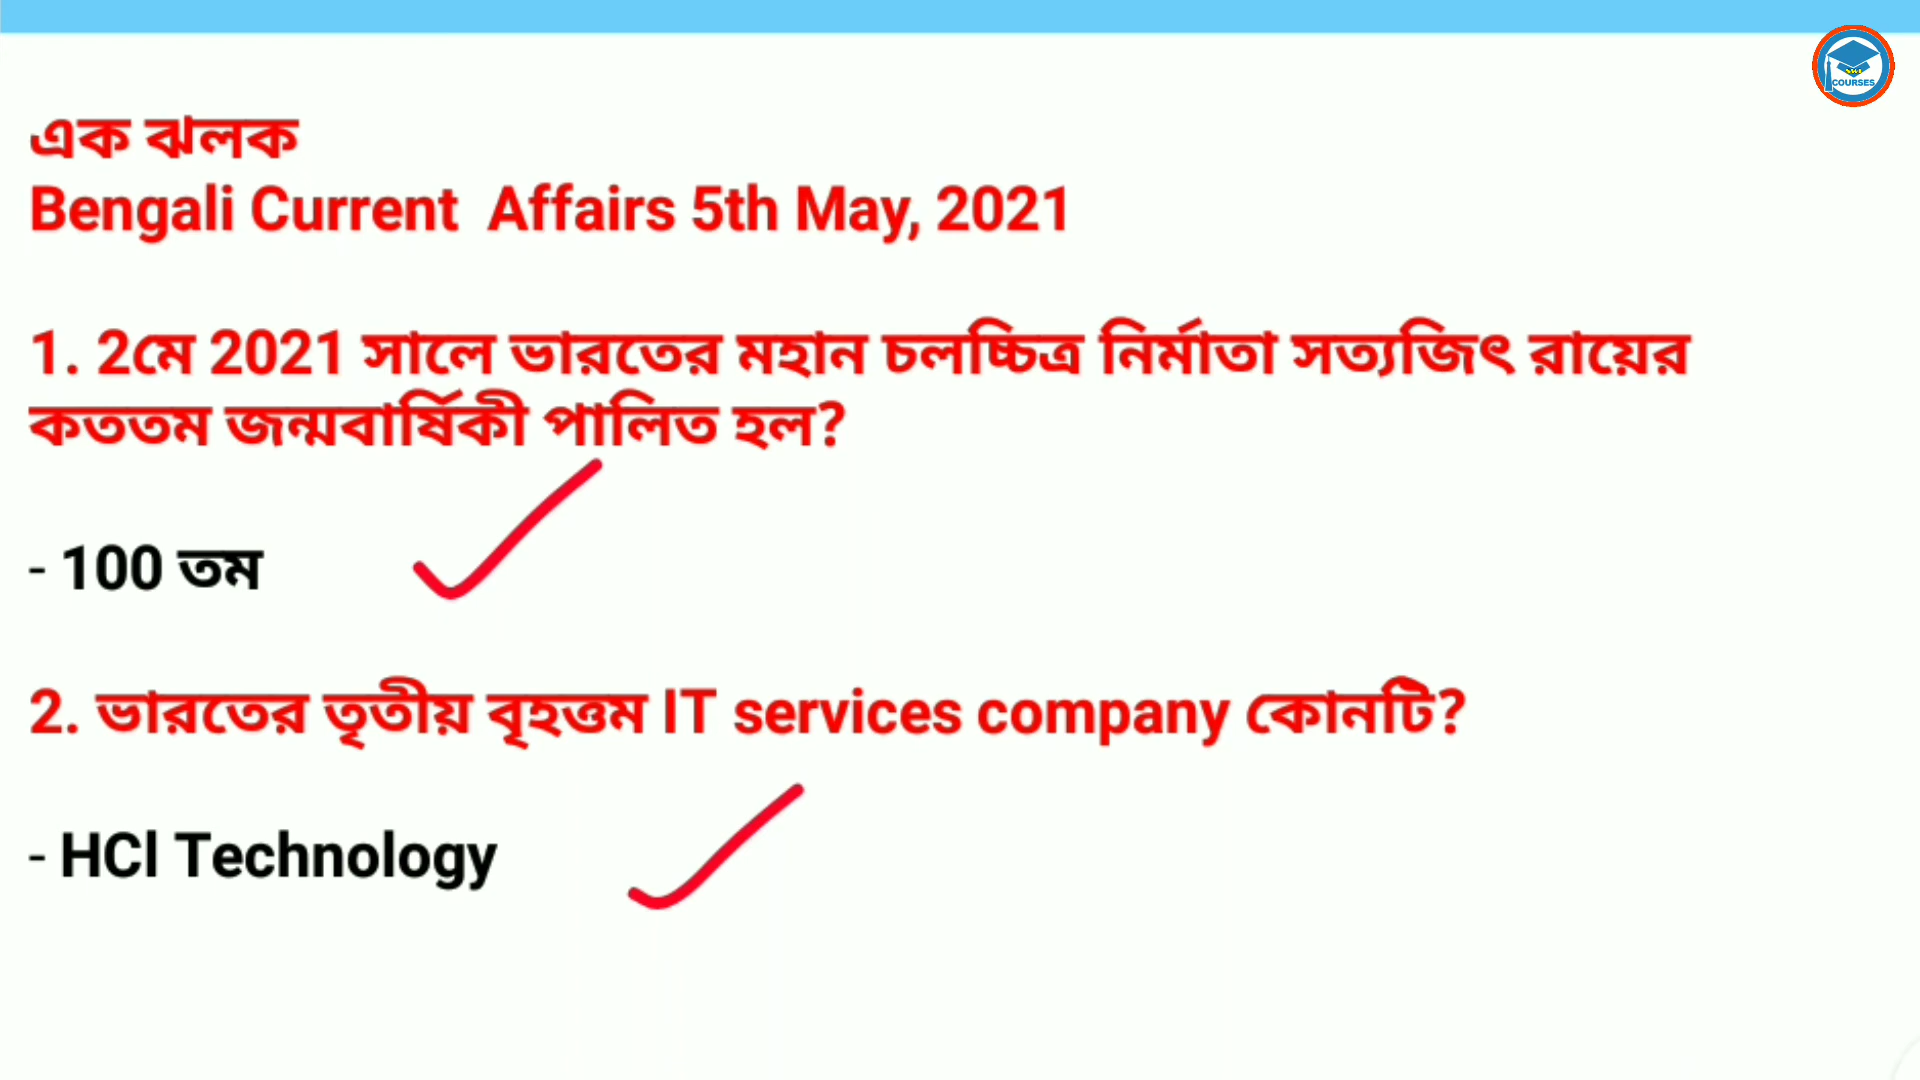 COURSES
এক ঝলক
Bengali Current Affairs 5th May, 2021
1. 2মে 2021 সালে ভারতের মহান চলচ্চিত্র নির্মাতা সত্যজিৎ রায়ের
কততম জন্মবার্ষিকী পালিত হল?
- 100 তম
2. ভারতের তৃতীয় বৃহত্তম IT services company কোনটি?
- HCl Technology